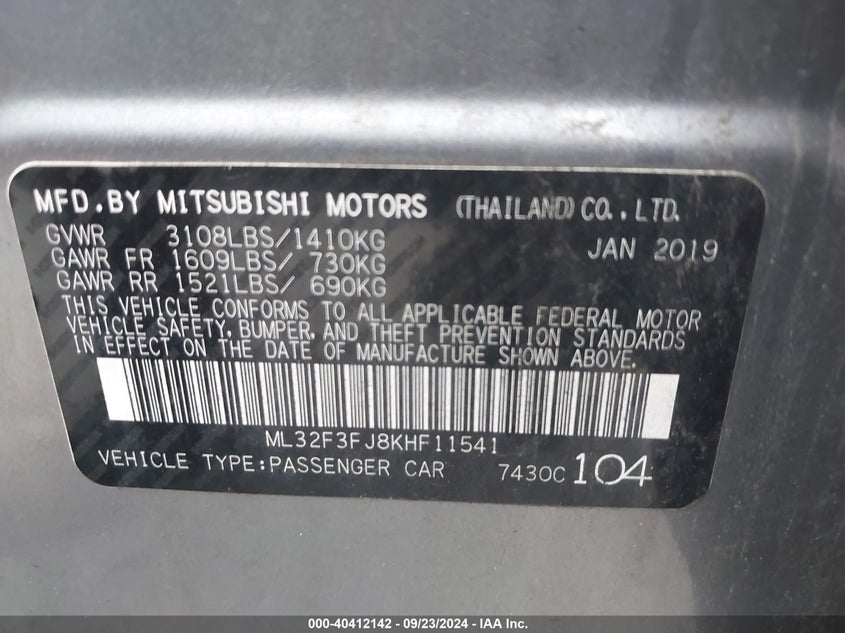 MFD.BY MITSUBISHI MOTORS (THAILAND) CO., LTD.
GVWR 3108LBS/1410KG JAN 2019
GAWR FR 1609LBS/ 730KG
GAWR RR 1521LBS/ 690KG
THIS VEHICLE CONFORMS TO ALL APPLICABLE FEDERAL MOTOR
VEHICLE SAFETY, BUMPER, AND THEFT PREVENTION STANDARDS
IN EFFECT ON THE DATE OF MANUFACTURE SHOWN ABOVE.
ML32F3FJ8KHF11541
VEHICLE TYPE:PASSENGER CAR 7430C 104
000-40412142 - 09/23/2024 - IAA Inc.